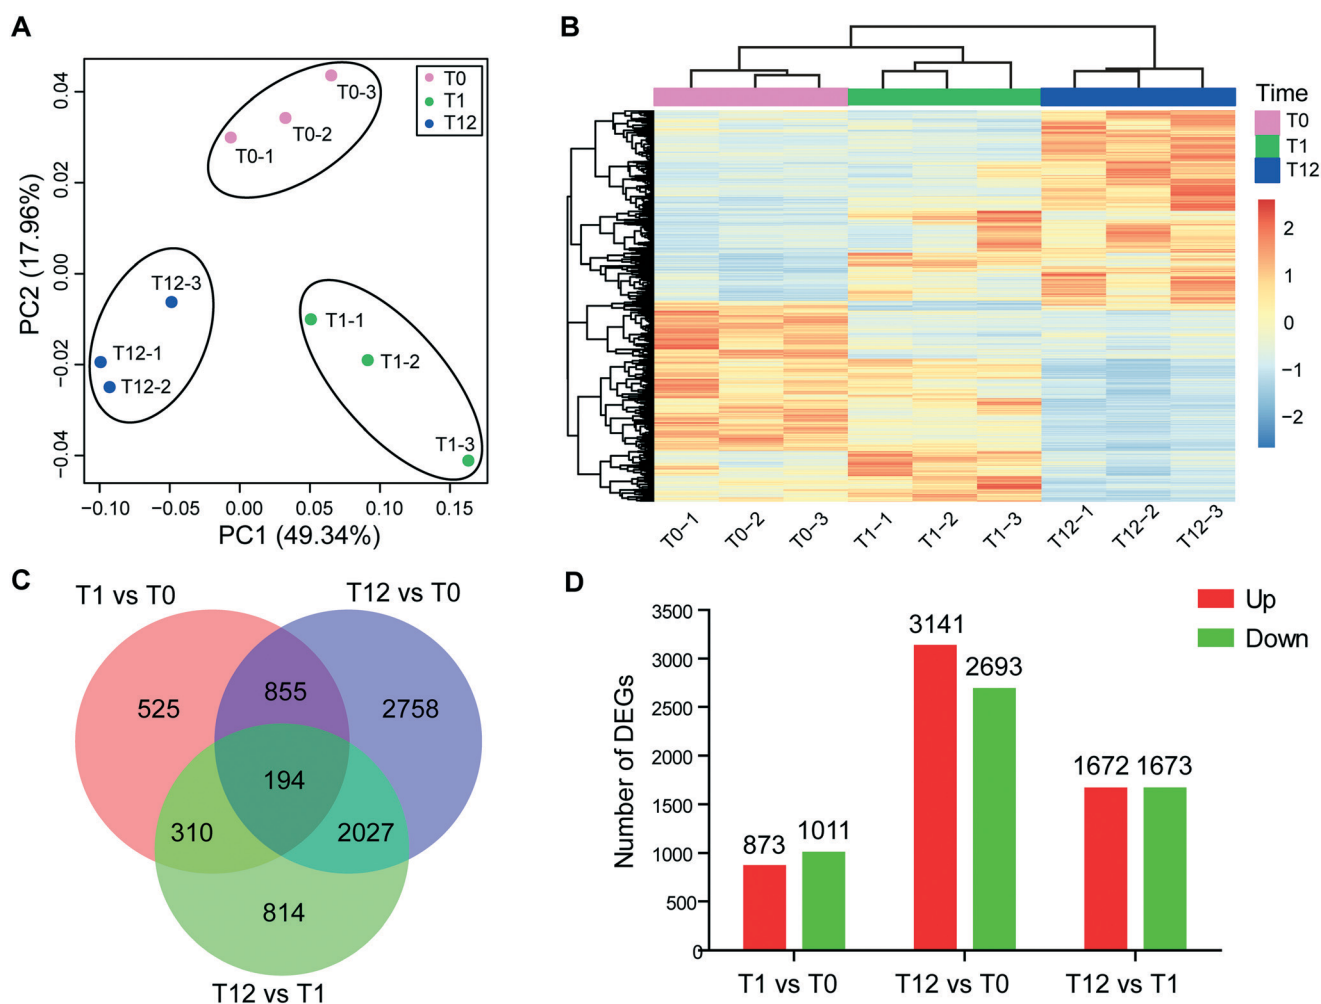 A
T0
T1
T12
T0-3
T0-2
T0-1
T12-3
T12-1
T12-2
T1-1
T1-2
T1-3
0.04
0.02
0.00
−0.02
−0.04
PC2 (17.96%)
−0.10 −0.05 0.00 0.05 0.10 0.15
PC1 (49.34%)
B
Time
T0
T1
T12
2
1
0
−1
−2
T0−1 T0−2 T0−3 T1−1 T1−2 T1−3 T12−1 T12−2 T12−3
C
T1 vs T0
T12 vs T0
525
855
2758
194
310
2027
814
T12 vs T1
D
Up
Down
Number of DEGs
3500
3000
2500
2000
1500
1000
500
0
873 1011
3141
2693
1672 1673
T1 vs T0 T12 vs T0 T12 vs T1